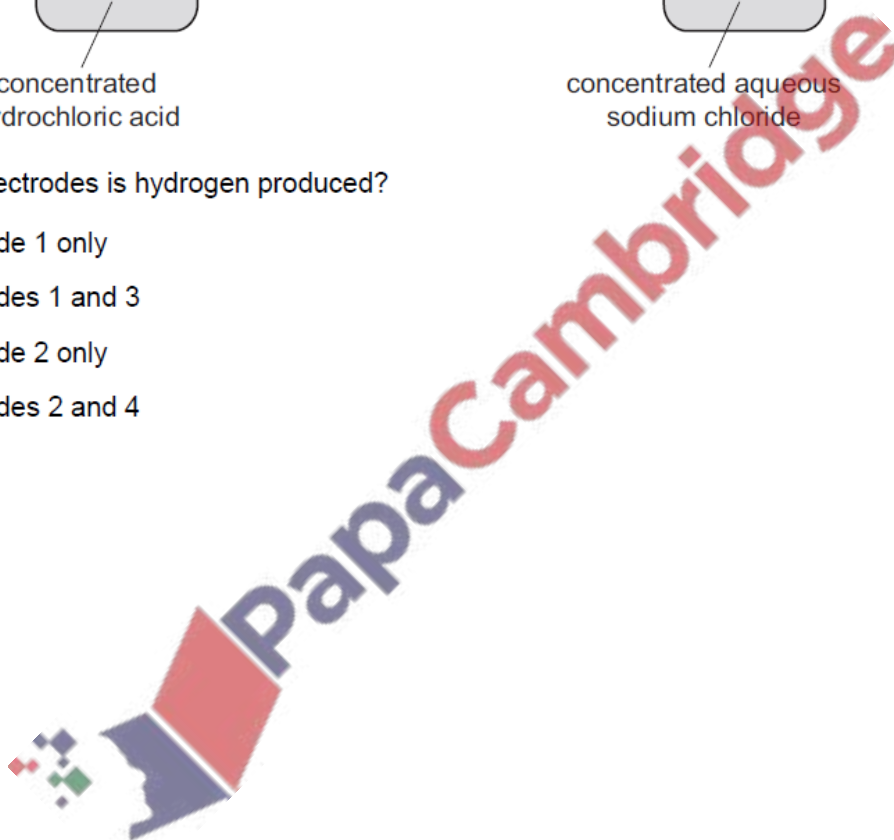 concentrated
drochloric acid
concentrated aqueous
sodium chloride
ectrodes is hydrogen produced?
de 1 only
des 1 and 3
de 2 only
des 2 and 4
PapaCambridge